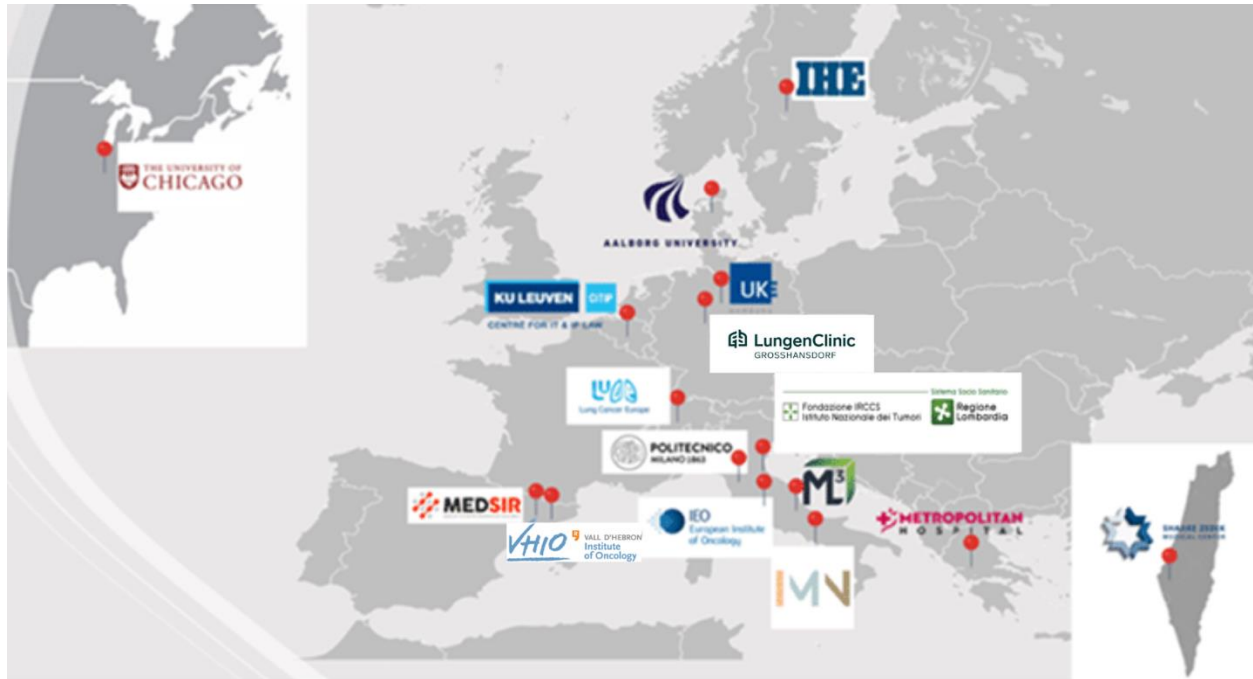 IHE
THE UNIVERSITY OF
CHICAGO
AALBORG UNIVERSITY
UKE
HAMBURG
KU LEUVEN
CITIP
CENTRE FOR IT & IP LAW
LungenClinic
GROSSHANSDORF
LuCE
Lung Cancer Europe
Sistema Socio Sanitario
Fondazione IRCCS
Istituto Nazionale dei Tumori
Regione
Lombardia
POLITECNICO
MILANO 1863
ML3
MEDSIR
IEO
European Institute
of Oncology
METROPOLITAN
HOSPITAL
VHIO
VALL D'HEBRON
Institute
of Oncology
SHAARE ZEDEK
MEDICAL CENTER
IMN